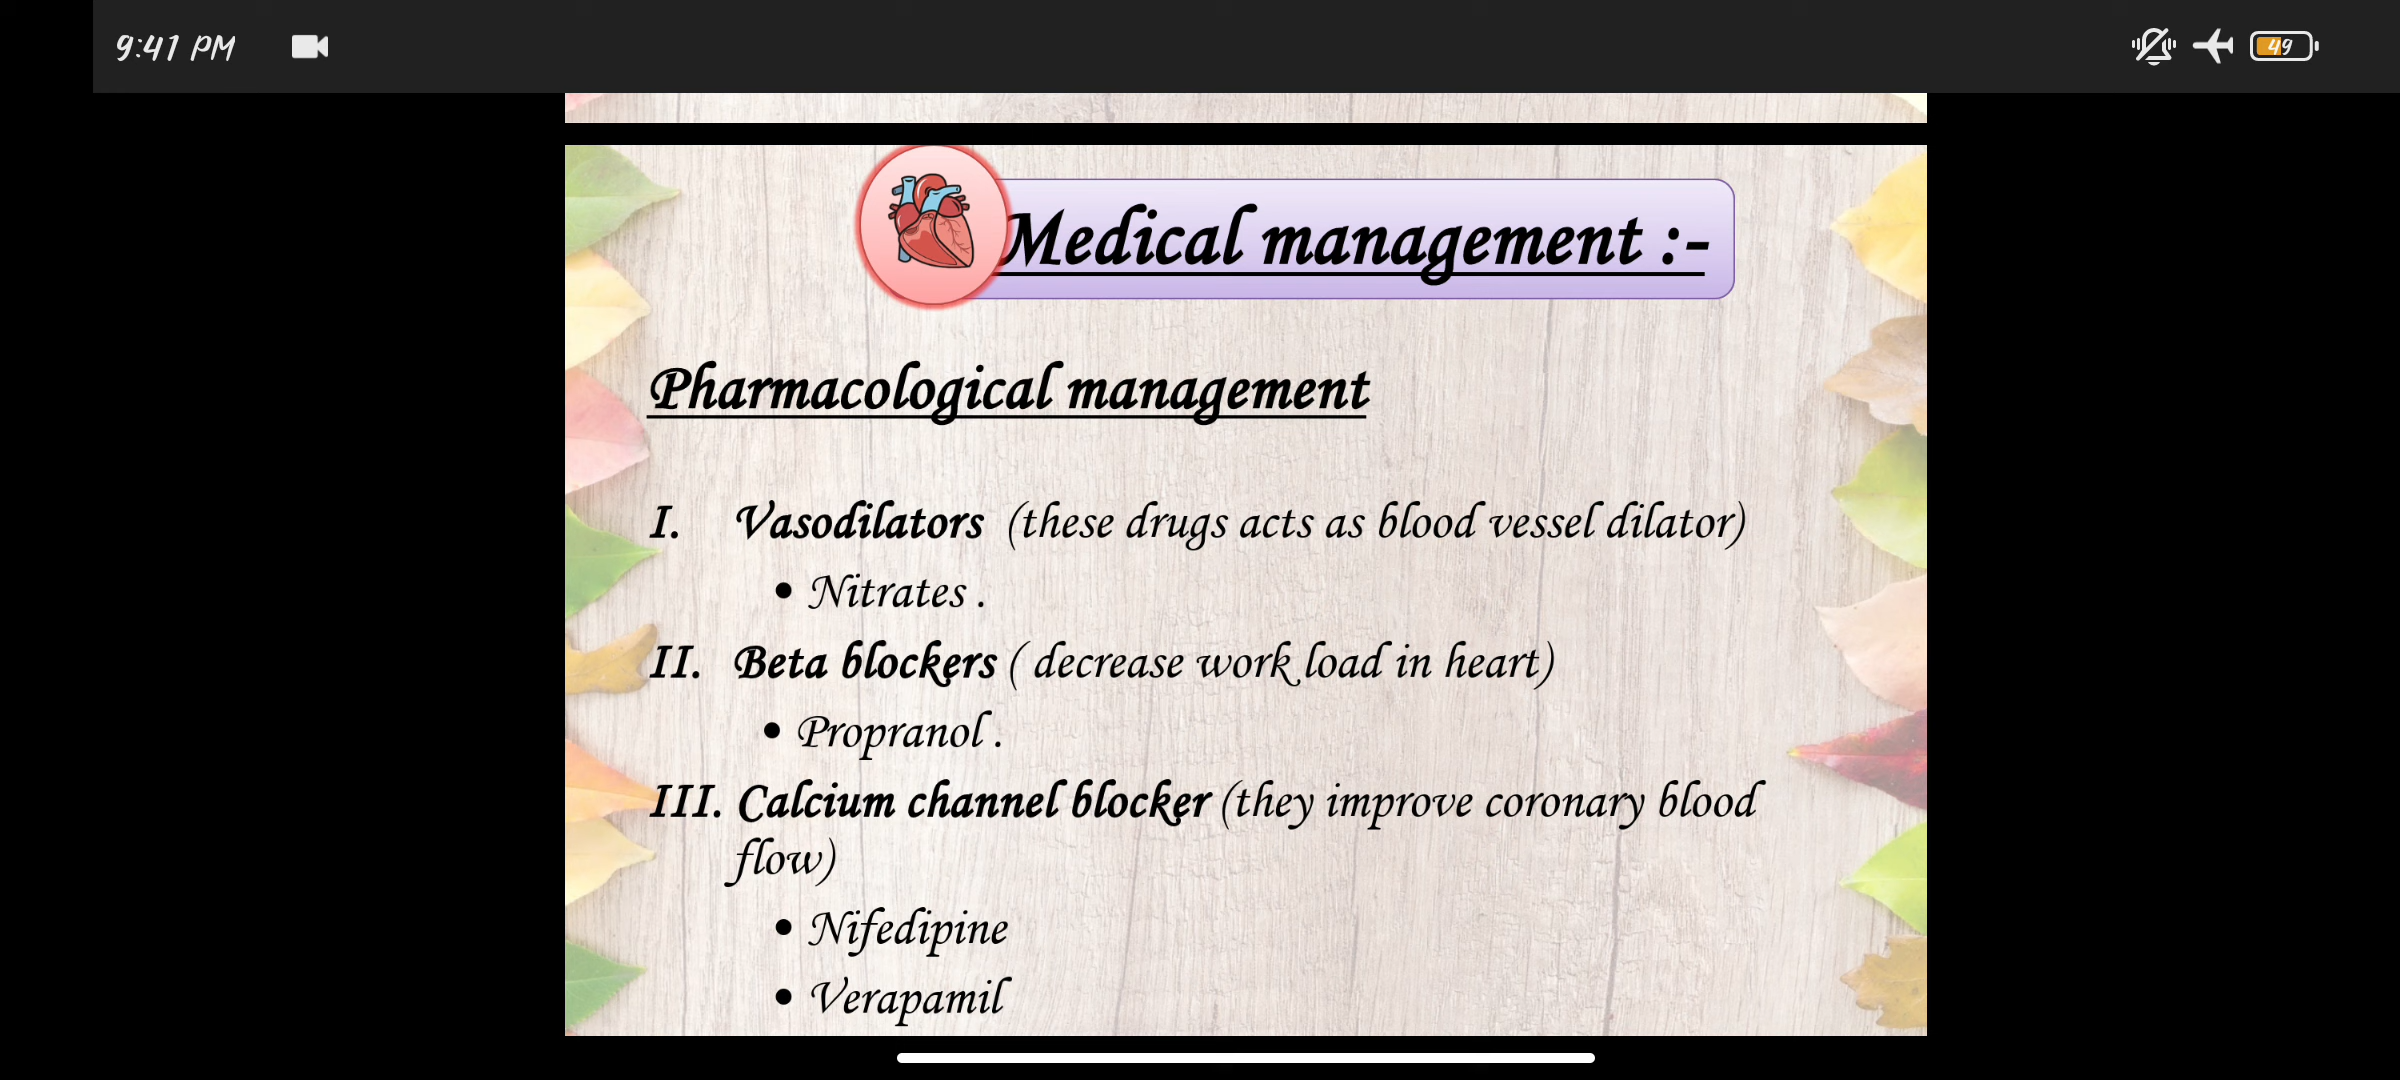 9:41 PM
49
Medical management :-
Pharmacological management
I. Vasodilators (these drugs acts as blood vessel dilator)
• Nitrates .
II. Beta blockers ( decrease work load in heart)
• Propranol .
III. Calcium channel blocker (they improve coronary blood
flow)
• Nifedipine
• Verapamil